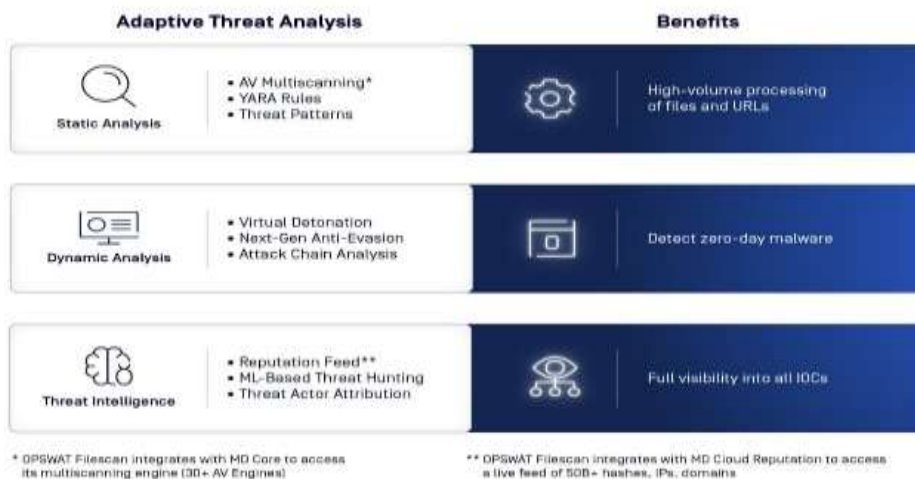 Adaptive Threat Analysis
Benefits
Static Analysis
• AV Multiscanning*
• YARA Rules
• Threat Patterns
High-volume processing
of files and URLs
Dynamic Analysis
• Virtual Detonation
• Next-Gen Anti-Evasion
• Attack Chain Analysis
Detect zero-day malware
Threat Intelligence
• Reputation Feed**
• ML-Based Threat Hunting
• Threat Actor Attribution
Full visibility into all IOCs
* OPSWAT Filescan integrates with MD Core to access
its multiscanning engine (30+ AV Engines)
** OPSWAT Filescan integrates with MD Cloud Reputation to access
a live feed of 50B+ hashes, IPs, domains